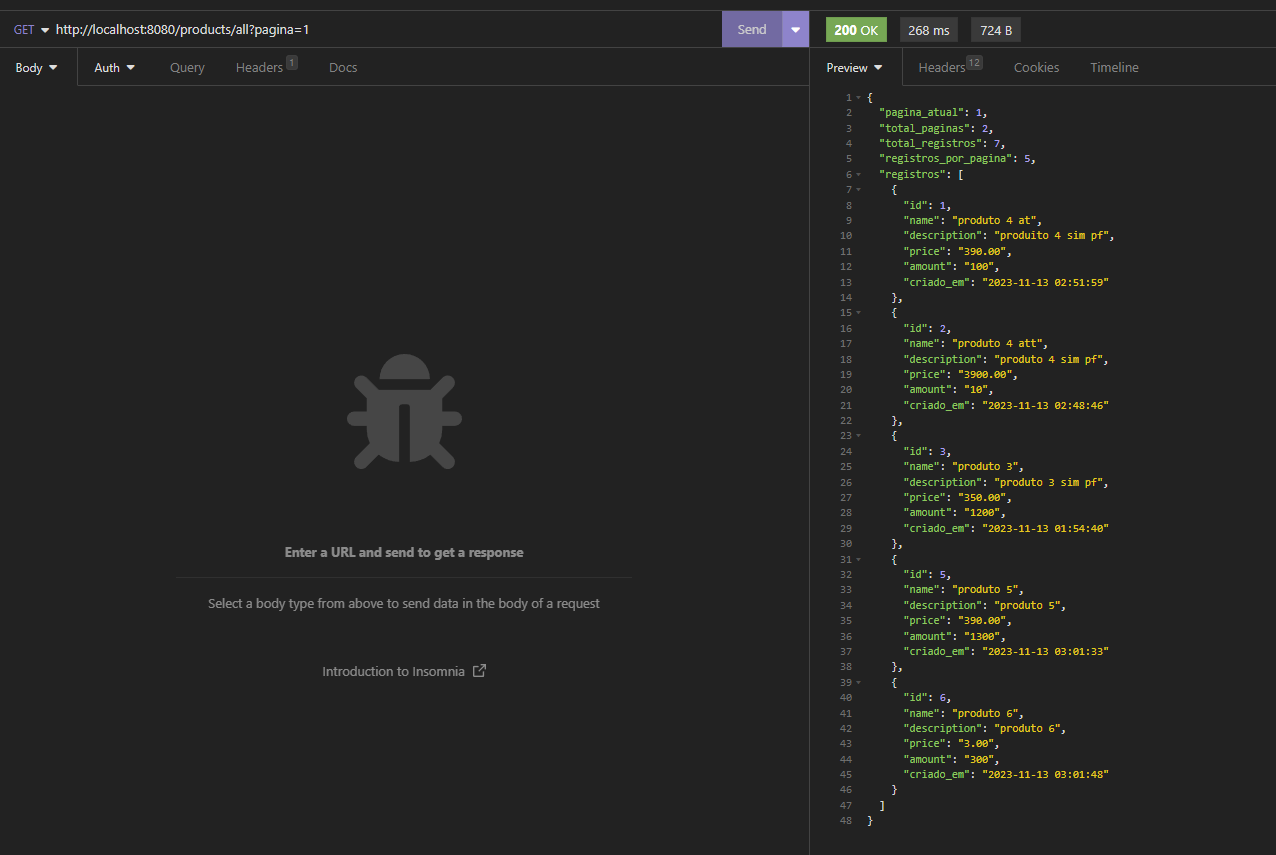 GET http://localhost:8080/products/all?pagina=1 Send 200 OK 268 ms 724 B
Body Auth Query Headers 1 Docs Preview Headers 12 Cookies Timeline
Enter a URL and send to get a response
Select a body type from above to send data in the body of a request
Introduction to Insomnia
1 {
2 "pagina_atual": 1,
3 "total_paginas": 2,
4 "total_registros": 7,
5 "registros_por_pagina": 5,
6 "registros": [
7 {
8 "id": 1,
9 "name": "produto 4 at",
10 "description": "produito 4 sim pf",
11 "price": "390.00",
12 "amount": "100",
13 "criado_em": "2023-11-13 02:51:59"
14 },
15 {
16 "id": 2,
17 "name": "produto 4 att",
18 "description": "produto 4 sim pf",
19 "price": "3900.00",
20 "amount": "10",
21 "criado_em": "2023-11-13 02:48:46"
22 },
23 {
24 "id": 3,
25 "name": "produto 3",
26 "description": "produto 3 sim pf",
27 "price": "350.00",
28 "amount": "1200",
29 "criado_em": "2023-11-13 01:54:40"
30 },
31 {
32 "id": 5,
33 "name": "produto 5",
34 "description": "produto 5",
35 "price": "390.00",
36 "amount": "1300",
37 "criado_em": "2023-11-13 03:01:33"
38 },
39 {
40 "id": 6,
41 "name": "produto 6",
42 "description": "produto 6",
43 "price": "3.00",
44 "amount": "300",
45 "criado_em": "2023-11-13 03:01:48"
46 }
47 ]
48 }